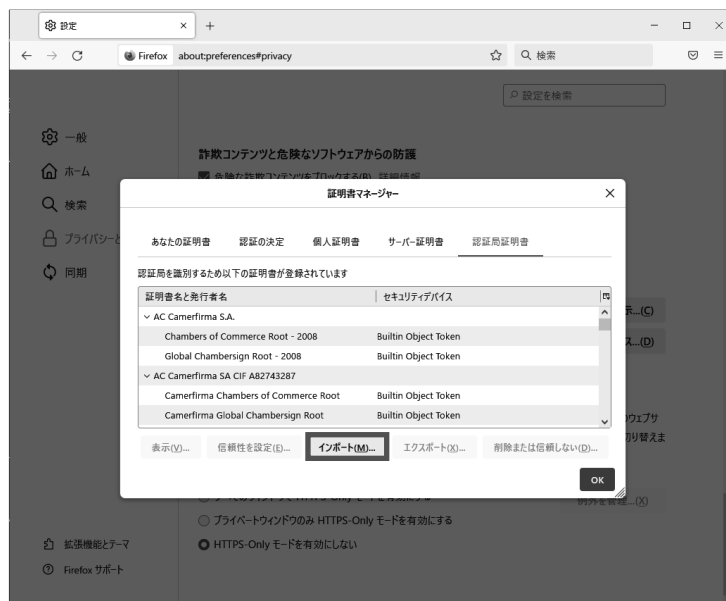 設定
Firefox about:preferences#privacy 検索
設定を検索
一般
ホーム
検索
プライバシーと
同期
詐欺コンテンツと危険なソフトウェアからの防護
危険な詐欺コンテンツをブロックする(B) 詳細情報
証明書マネージャー
あなたの証明書 認証の決定 個人証明書 サーバー証明書 認証局証明書
認証局を識別するため以下の証明書が登録されています
証明書名と発行者名 セキュリティデバイス
AC Camerfirma S.A.
Chambers of Commerce Root - 2008 Builtin Object Token
Global Chambersign Root - 2008 Builtin Object Token
AC Camerfirma SA CIF A82743287
Camerfirma Chambers of Commerce Root Builtin Object Token
Camerfirma Global Chambersign Root Builtin Object Token
表示(V)... 信頼性を設定(E)... インポート(M)... エクスポート(X)... 削除または信頼しない(D)...
OK
示...(C)
ス...(D)
ウェブサ
切り替えま
(X)
プライベートウィンドウのみ HTTPS-Only モードを有効にする
HTTPS-Only モードを有効にしない
拡張機能とテーマ
Firefox サポート